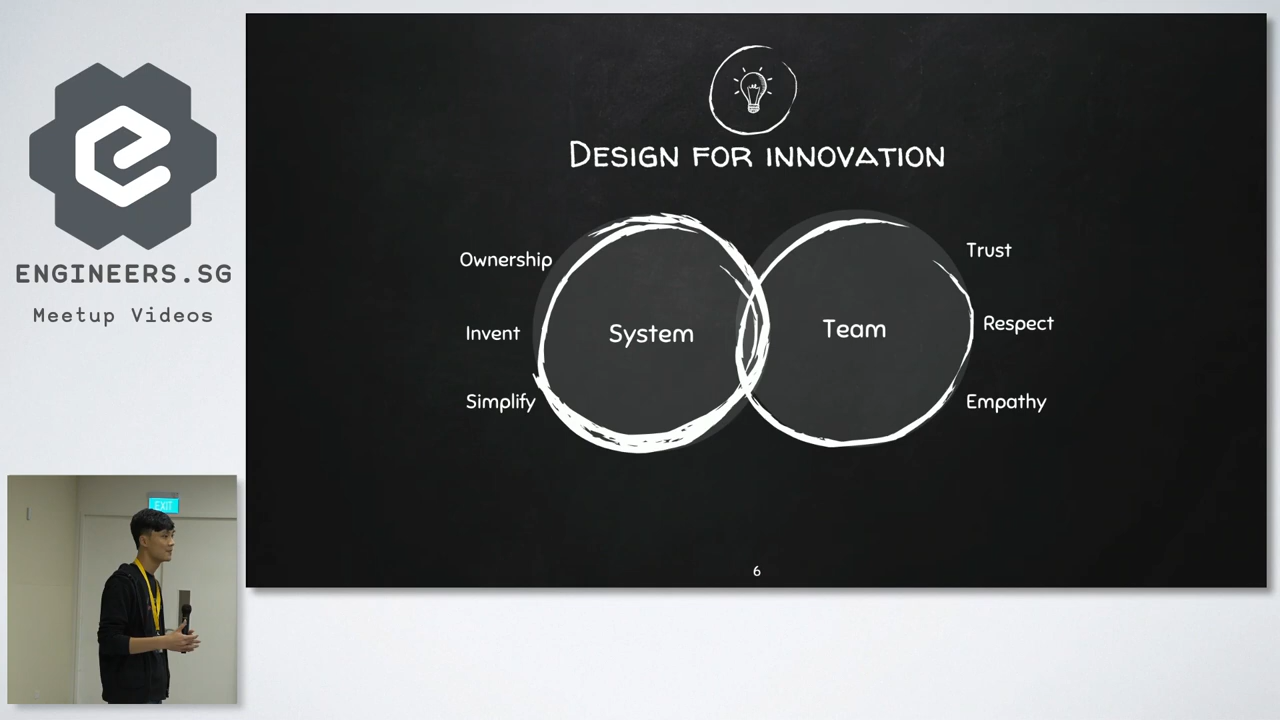 ENGINEERS.SG
Meetup Videos
DESIGN FOR INNOVATION
Ownership
Invent
Simplify
System
Team
Trust
Respect
Empathy
6
EXIT